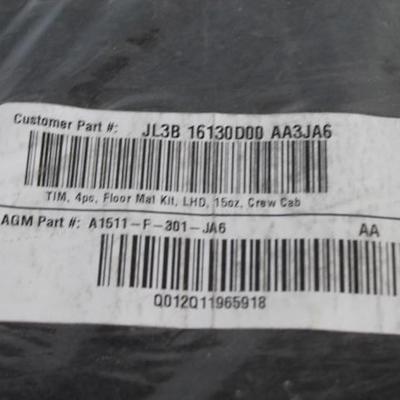 Customer Part #: JL3B 16130D00 AA3JA6
TIM, 4pc, Floor Mat Kit, LHD, 15oz, Crew Cab
AGM Part #: A1511-F-301-JA6 AA
Q012Q11965918